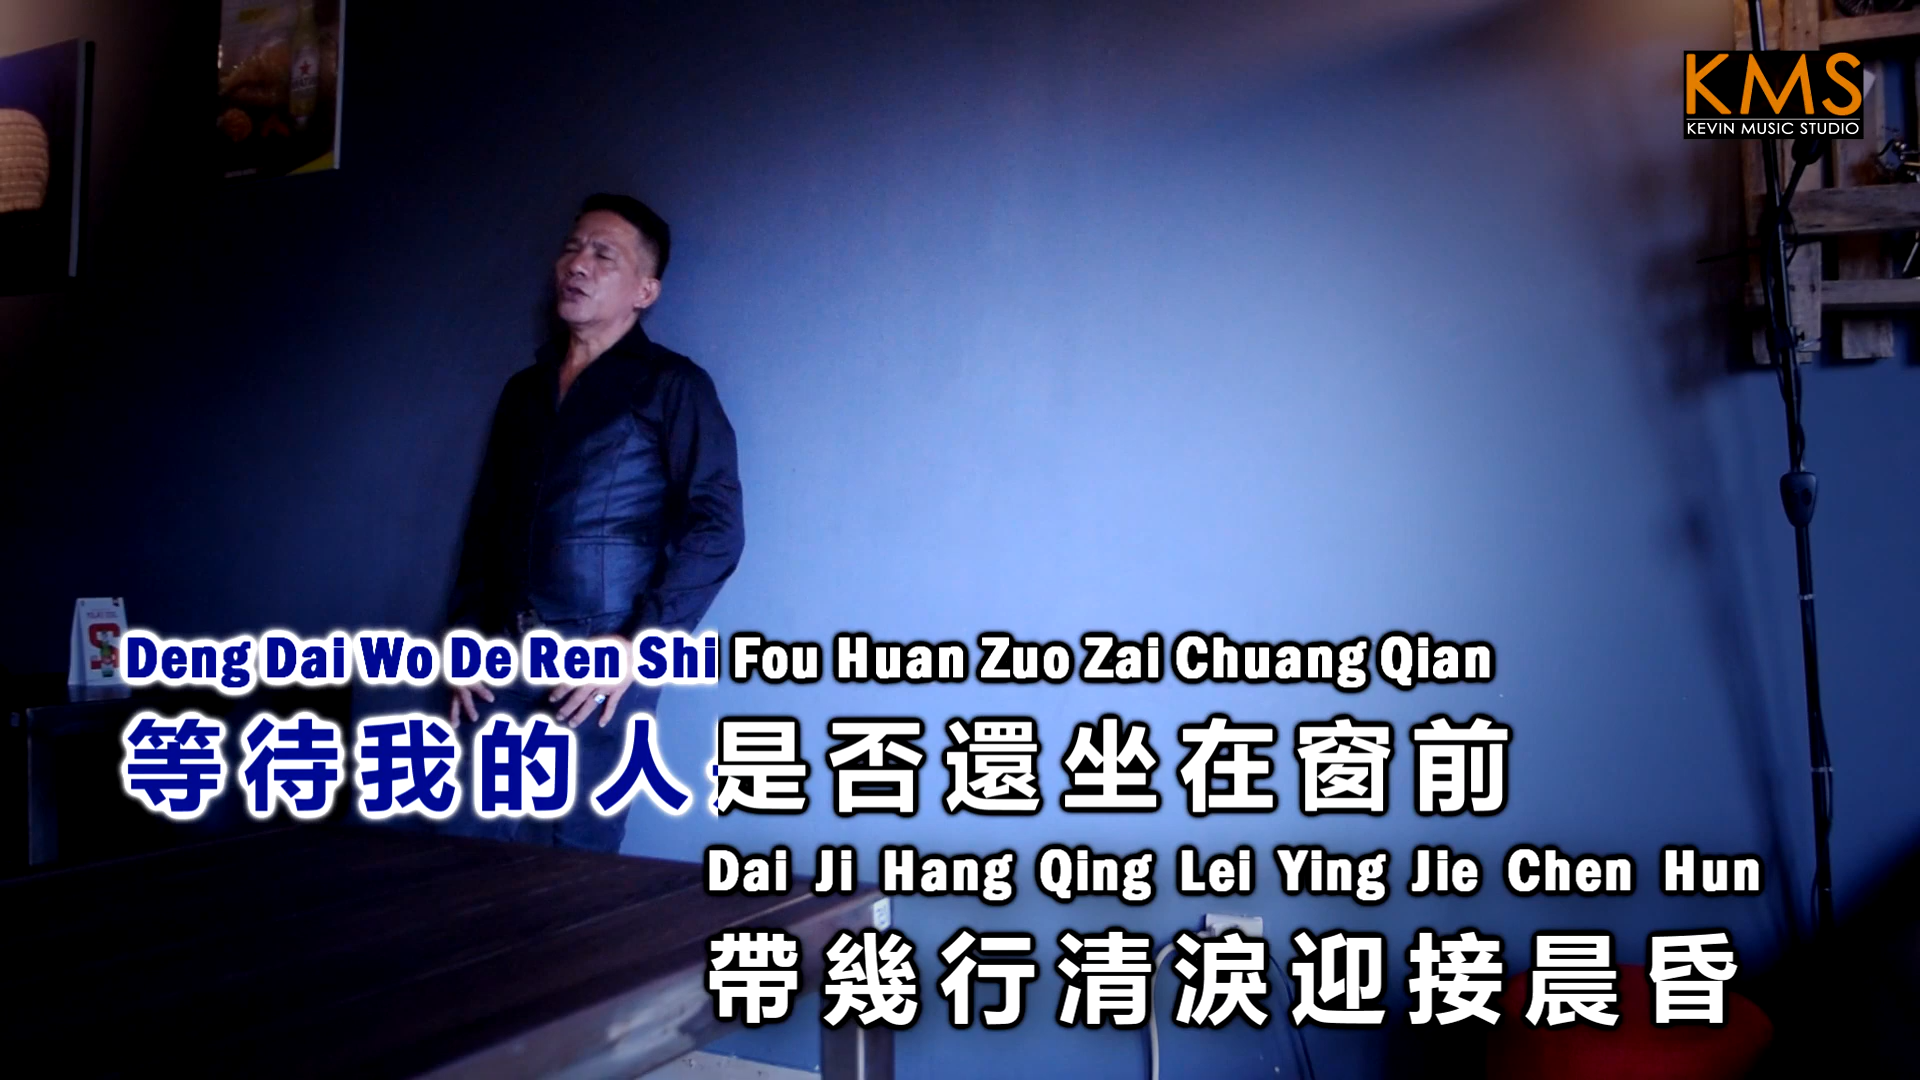 KMS
KEVIN MUSIC STUDIO
Deng Dai Wo De Ren Shi Fou Huan Zuo Zai Chuang Qian
等待我的人是否還坐在窗前
Dai Ji Hang Qing Lei Ying Jie Chen Hun
帶幾行清淚迎接晨昏